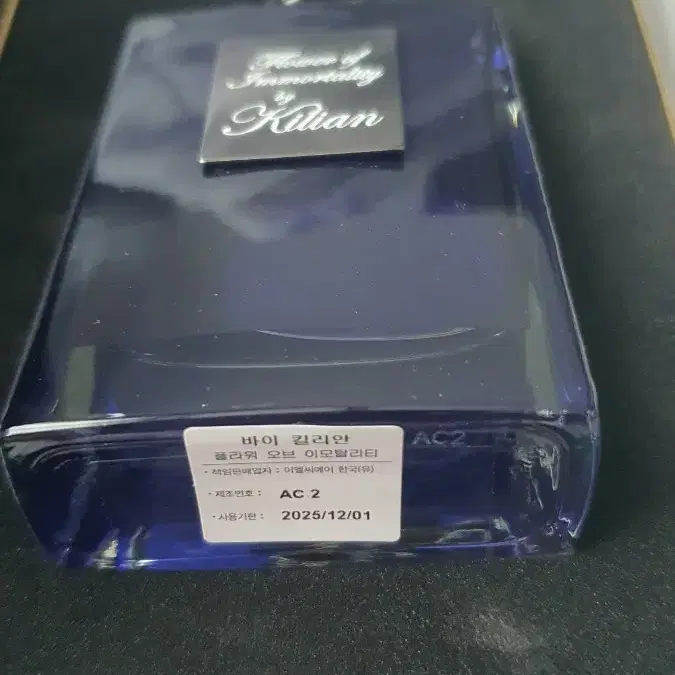 Flower of
Immortality
by
Kilian
바이 킬리안
플라워 오브 이모탈리티
· 책임판매업자 : 이엘씨에이 한국(유)
· 제조번호 : AC 2
· 사용기한 : 2025/12/01
AC2